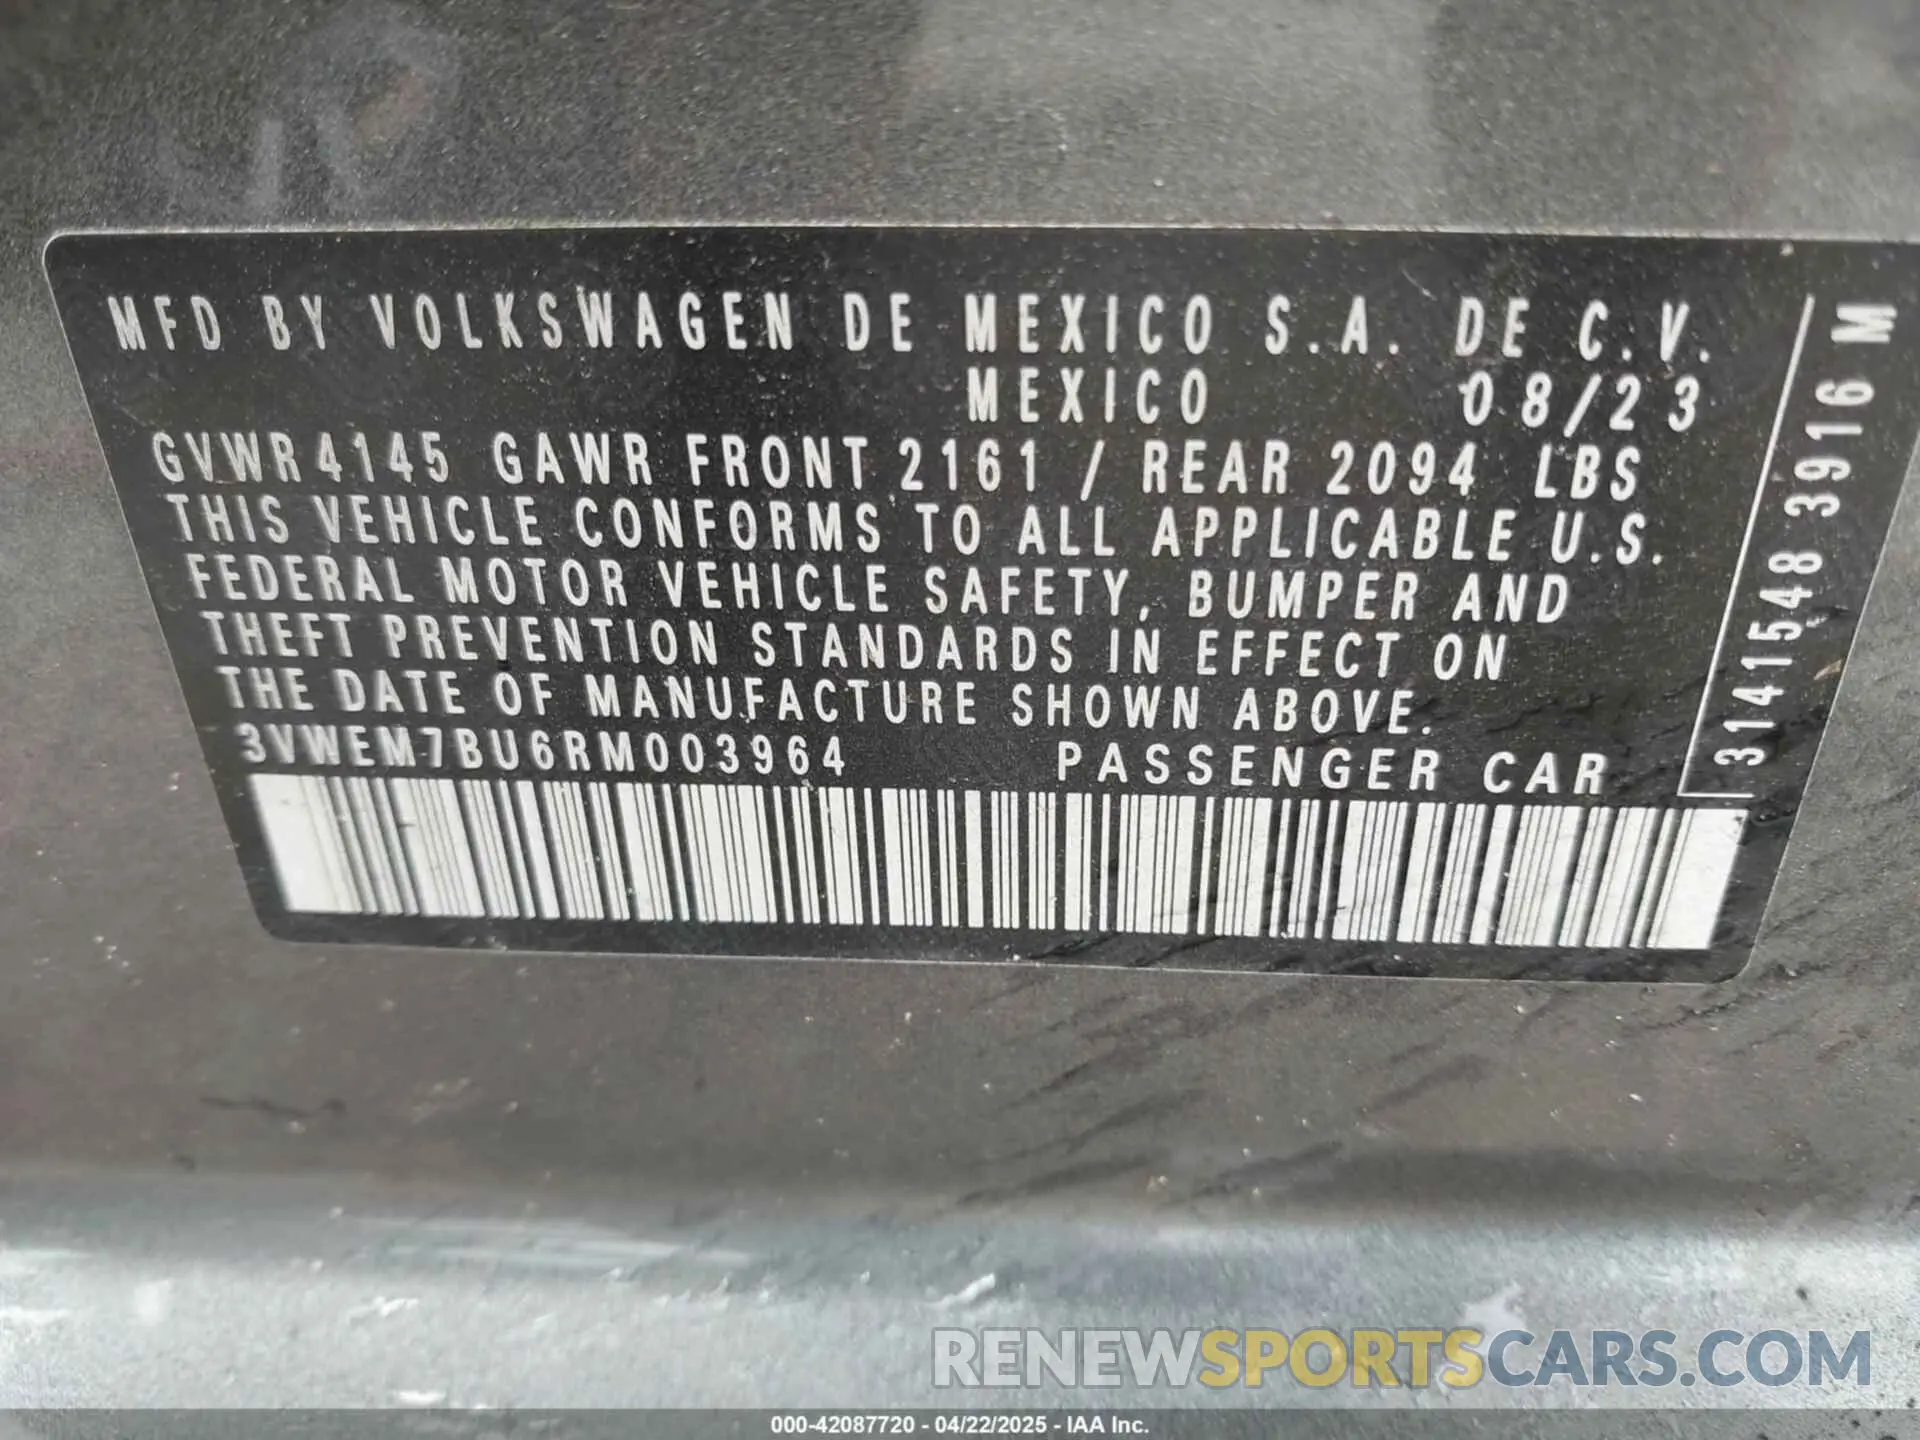 MFD BY VOLKSWAGEN DE MEXICO S.A. DE C.V.
MEXICO 08/23
GVWR 4145 GAWR FRONT 2161 / REAR 2094 LBS
THIS VEHICLE CONFORMS TO ALL APPLICABLE U.S.
FEDERAL MOTOR VEHICLE SAFETY, BUMPER AND
THEFT PREVENTION STANDARDS IN EFFECT ON
THE DATE OF MANUFACTURE SHOWN ABOVE.
3VWEM7BU6RM003964 PASSENGER CAR
3141548 3916 M
RENEWSPORTSCARS.COM
000-42087720 - 04/22/2025 - IAA Inc.